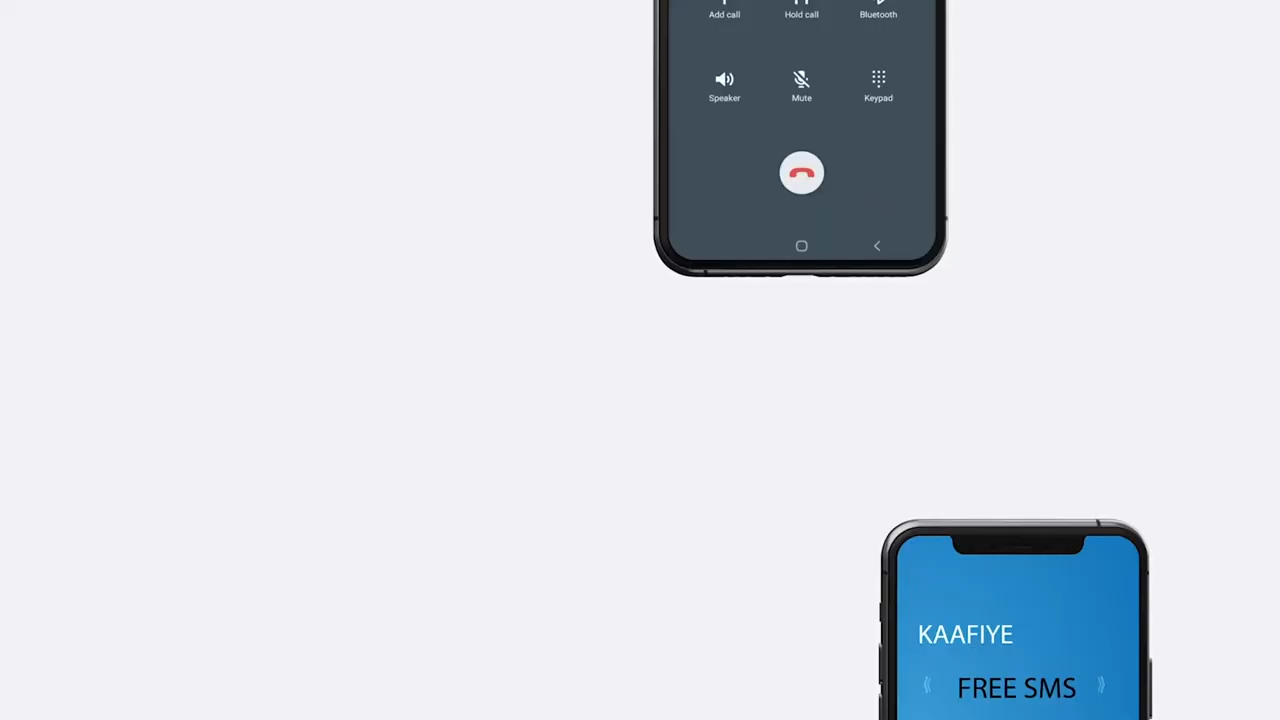 Add call Hold call Bluetooth
Speaker Mute Keypad
KAAFIYE
FREE SMS